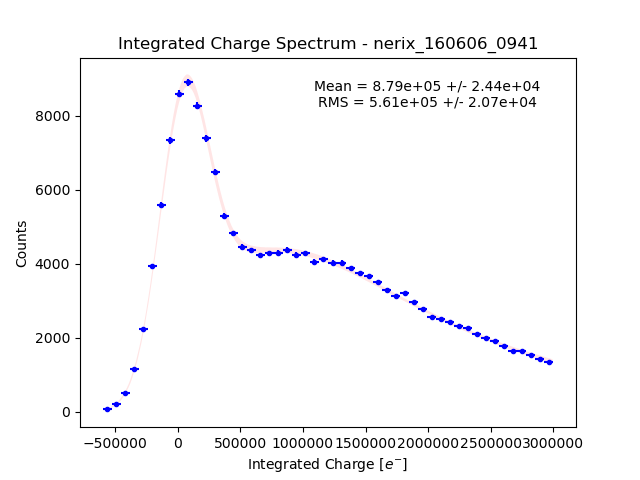 Integrated Charge Spectrum - nerix_160606_0941
Mean = 8.79e+05 +/- 2.44e+04
RMS = 5.61e+05 +/- 2.07e+04
8000
6000
4000
2000
0
Counts
−500000 0 500000 1000000 1500000 2000000 2500000 3000000
Integrated Charge [e⁻]